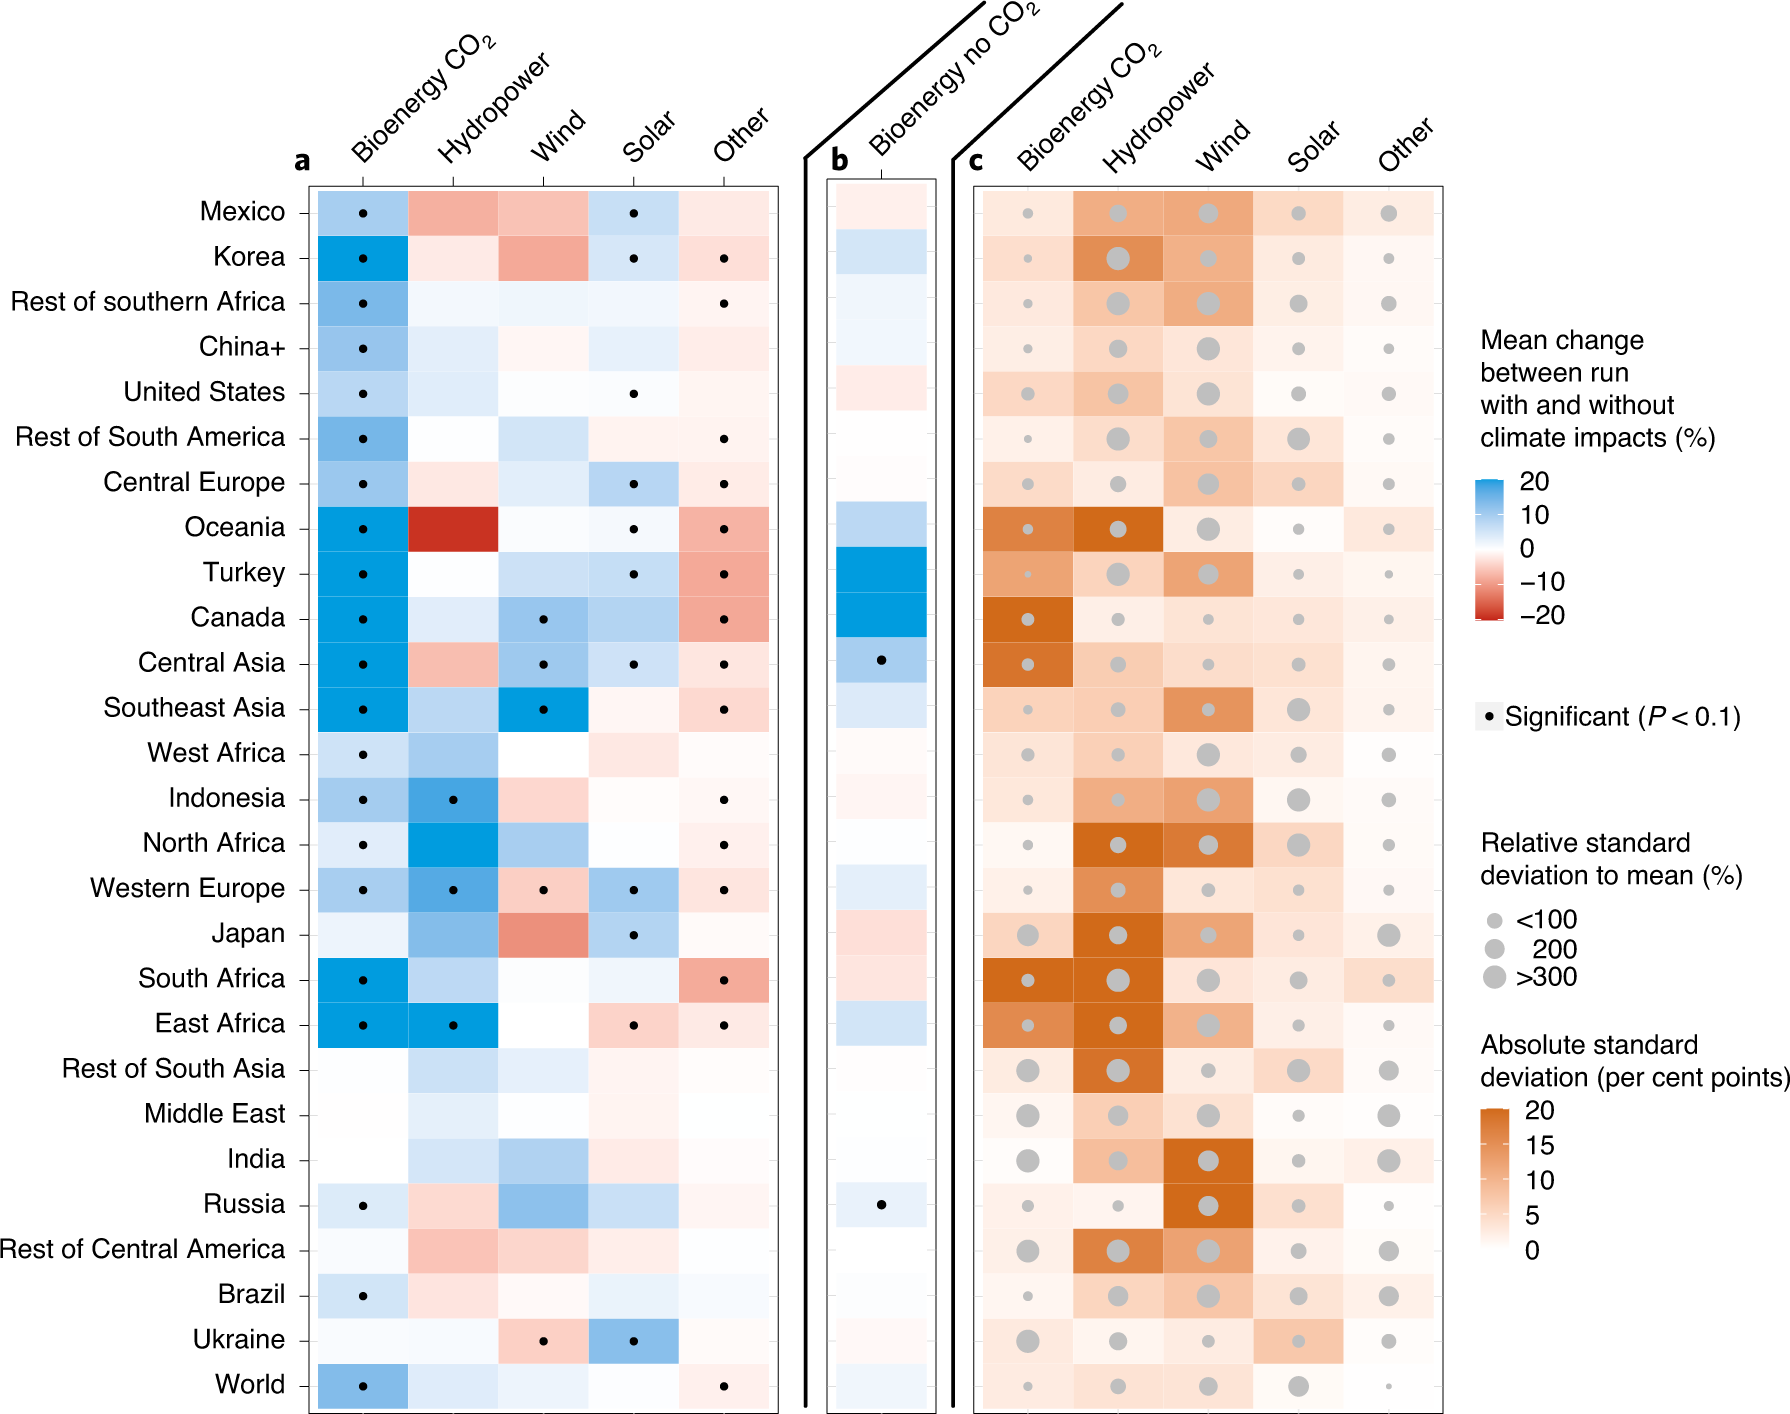 a
Bioenergy CO2
Hydropower
Wind
Solar
Other
b
Bioenergy no CO2
c
Bioenergy CO2
Hydropower
Wind
Solar
Other
Mexico
Korea
Rest of southern Africa
China+
United States
Rest of South America
Central Europe
Oceania
Turkey
Canada
Central Asia
Southeast Asia
West Africa
Indonesia
North Africa
Western Europe
Japan
South Africa
East Africa
Rest of South Asia
Middle East
India
Russia
Rest of Central America
Brazil
Ukraine
World
Mean change
between run
with and without
climate impacts (%)
20
10
0
−10
−20
Significant (P < 0.1)
Relative standard
deviation to mean (%)
<100
200
>300
Absolute standard
deviation (per cent points)
20
15
10
5
0